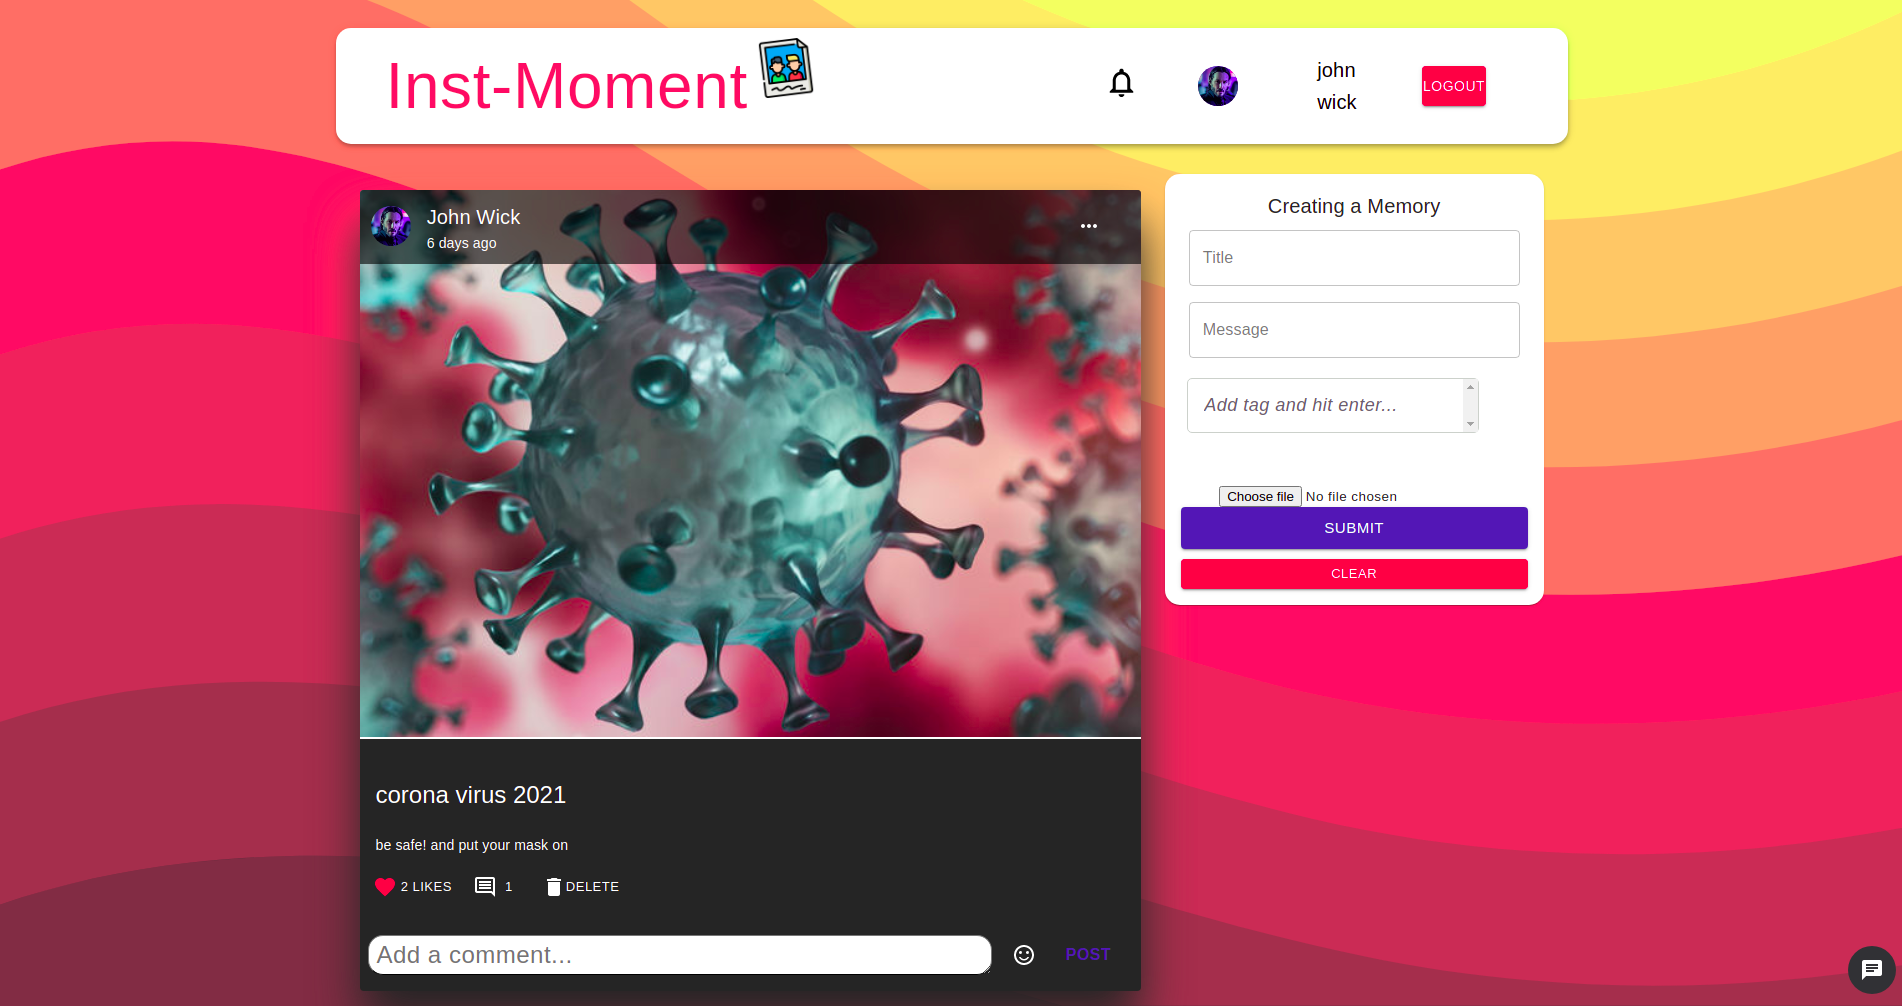 Inst-Moment
john
wick
LOGOUT
John Wick
6 days ago
corona virus 2021
be safe! and put your mask on
2 LIKES 1 DELETE
Add a comment...
POST
Creating a Memory
Title
Message
Add tag and hit enter...
Choose file No file chosen
SUBMIT
CLEAR